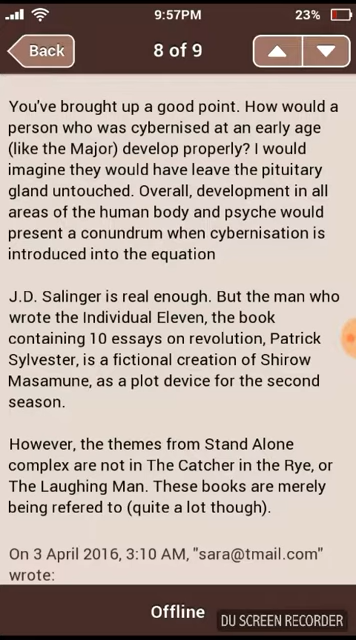 9:57PM
23%
Back
8 of 9
You've brought up a good point. How would a
person who was cybernised at an early age
(like the Major) develop properly? I would
imagine they would have leave the pituitary
gland untouched. Overall, development in all
areas of the human body and psyche would
present a conundrum when cybernisation is
introduced into the equation
J.D. Salinger is real enough. But the man who
wrote the Individual Eleven, the book
containing 10 essays on revolution, Patrick
Sylvester, is a fictional creation of Shirow
Masamune, as a plot device for the second
season.
However, the themes from Stand Alone
complex are not in The Catcher in the Rye, or
The Laughing Man. These books are merely
being refered to (quite a lot though).
On 3 April 2016, 3:10 AM, "sara@tmail.com"
wrote:
Offline
DU SCREEN RECORDER